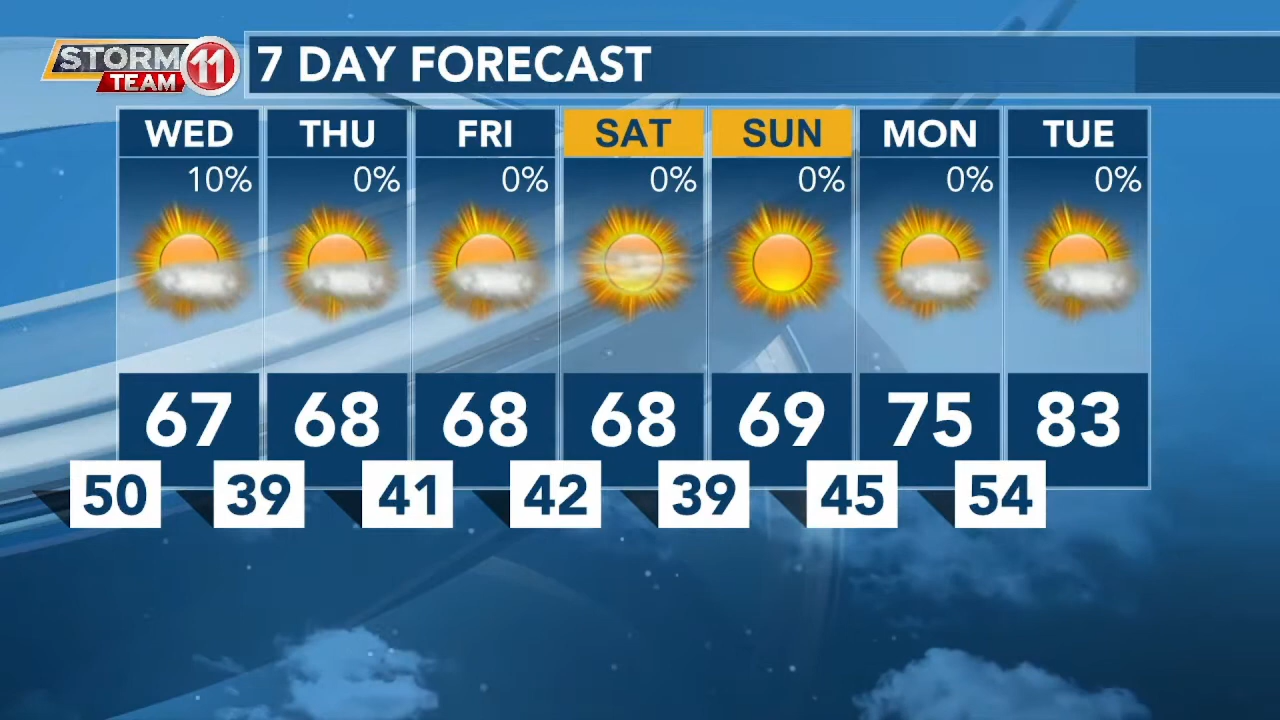 STORM
TEAM 11
7 DAY FORECAST
WED THU FRI SAT SUN MON TUE
10% 0% 0% 0% 0% 0% 0%
67 68 68 68 69 75 83
50 39 41 42 39 45 54